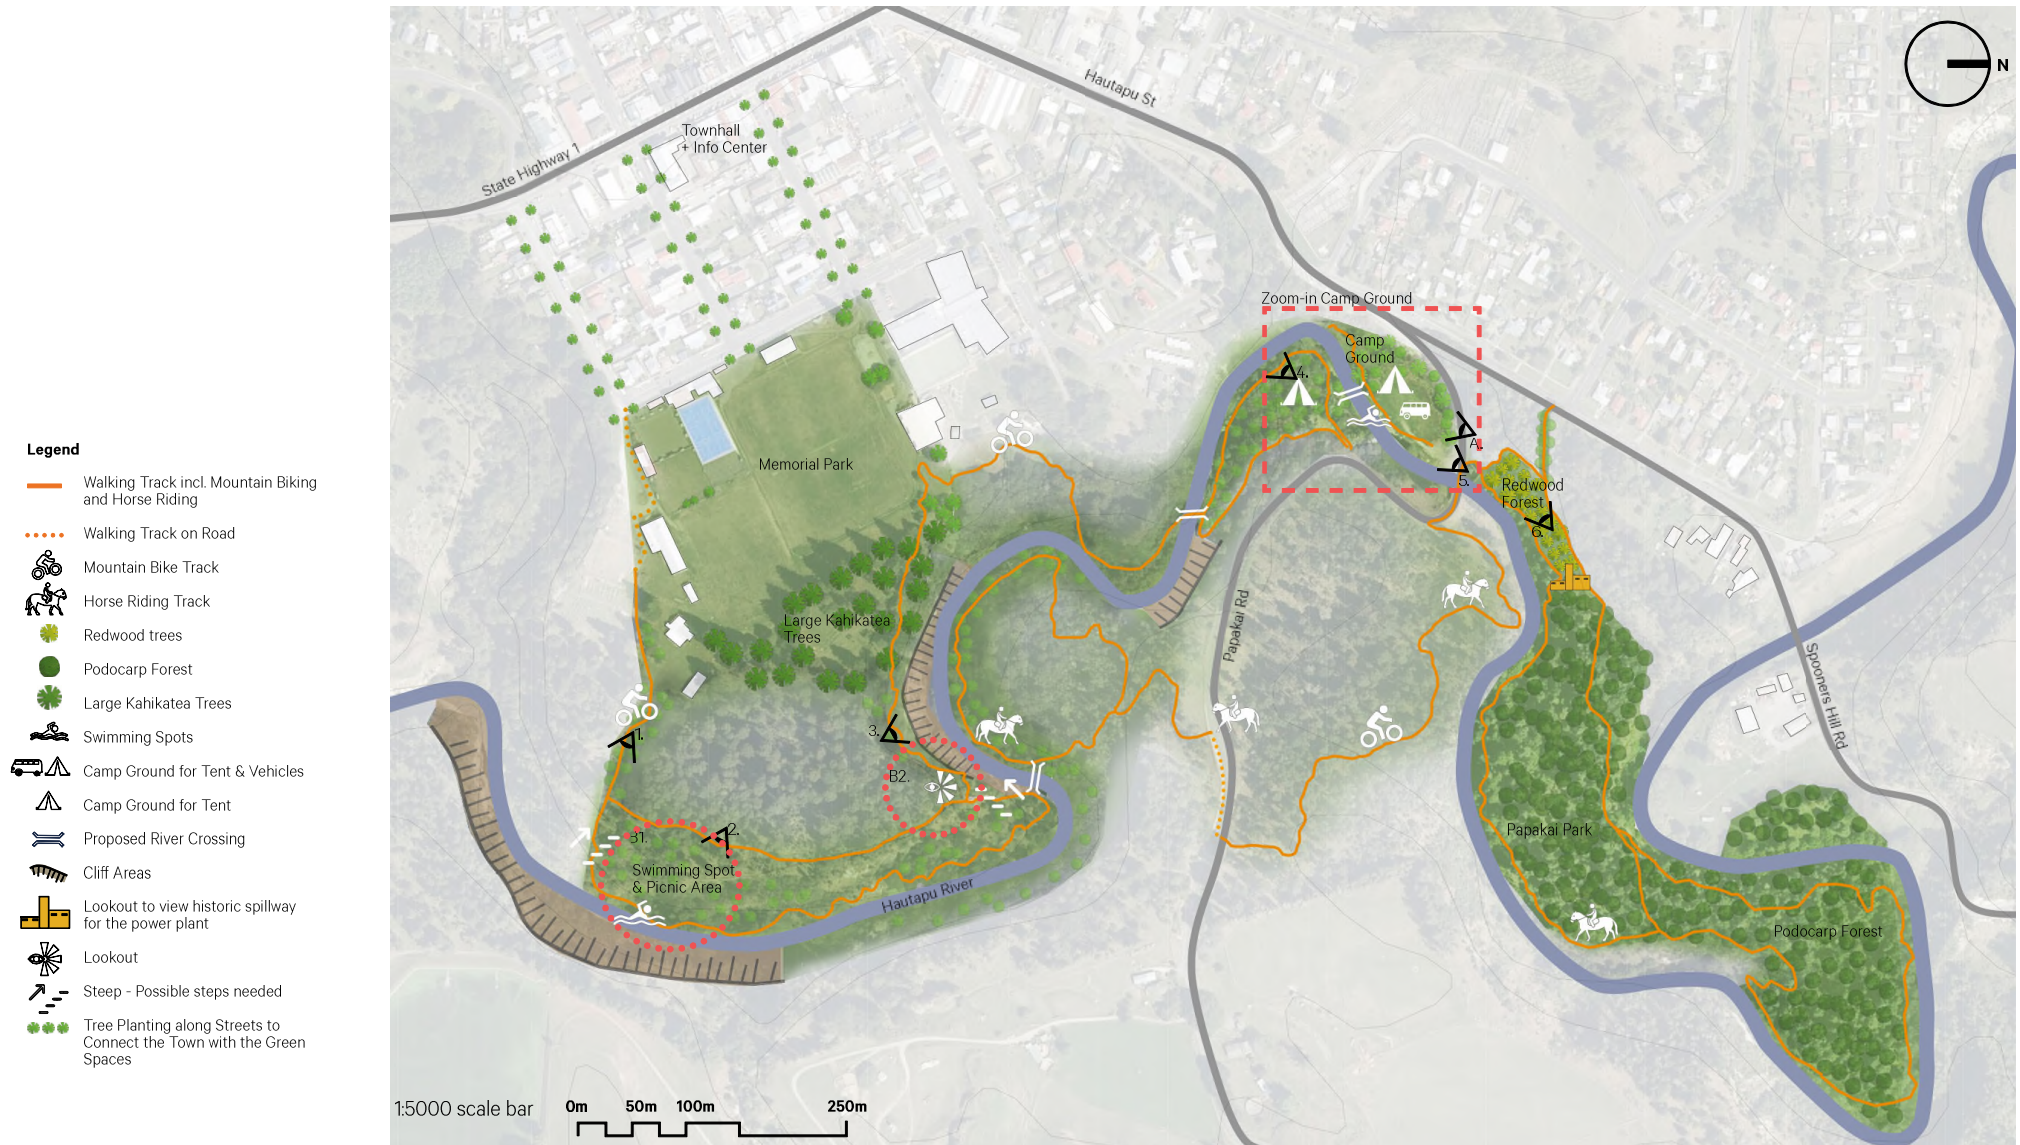 N
Hautapu St
Townhall
+ Info Center
State Highway 1
Zoom-in Camp Ground
Camp
Ground
4.
A.
5.
Redwood
Forest
6.
Memorial Park
Large Kahikatea
Trees
Papakai Rd
Spooners Hill Rd
1.
3.
B2.
2.
B1.
Swimming Spot
& Picnic Area
Hautapu River
Papakai Park
Podocarp Forest
Legend
Walking Track incl. Mountain Biking
and Horse Riding
Walking Track on Road
Mountain Bike Track
Horse Riding Track
Redwood trees
Podocarp Forest
Large Kahikatea Trees
Swimming Spots
Camp Ground for Tent & Vehicles
Camp Ground for Tent
Proposed River Crossing
Cliff Areas
Lookout to view historic spillway
for the power plant
Lookout
Steep - Possible steps needed
Tree Planting along Streets to
Connect the Town with the Green
Spaces
1:5000 scale bar
0m 50m 100m 250m